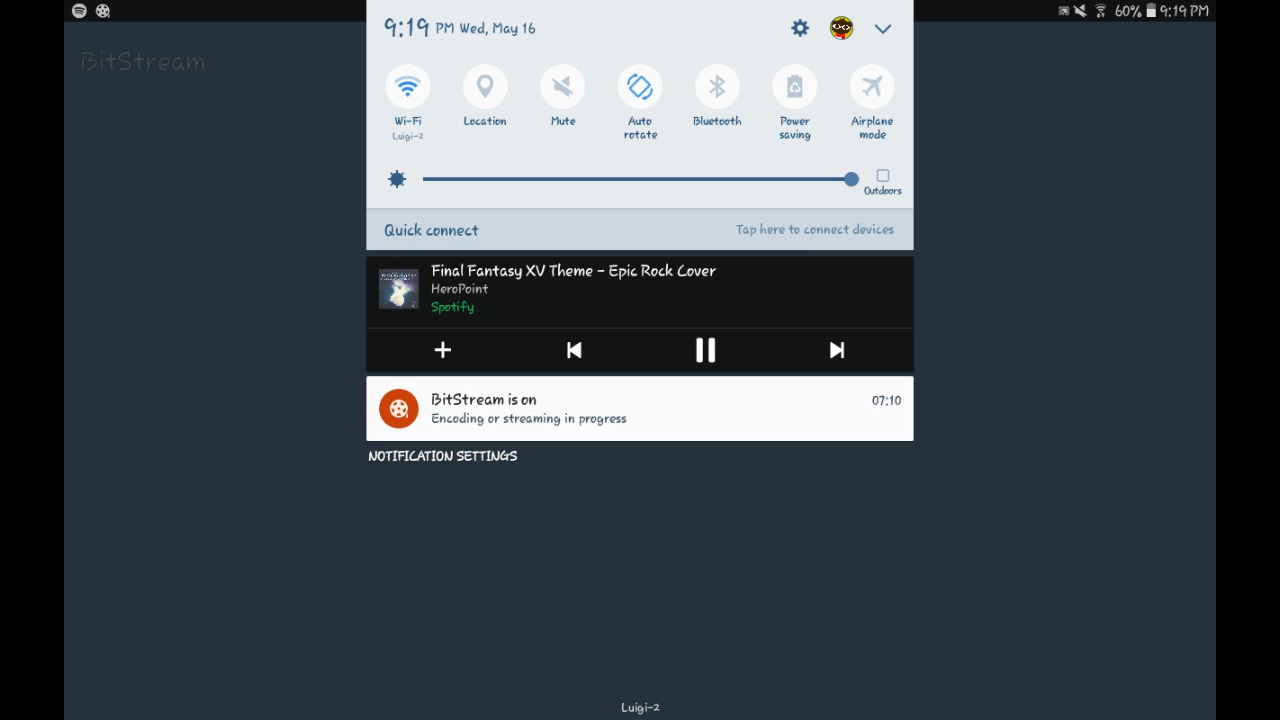 60% 9:19 PM
9:19 PM Wed, May 16
BitStream
Wi-Fi
Luigi-2
Location
Mute
Auto
rotate
Bluetooth
Power
saving
Airplane
mode
Outdoors
Quick connect
Tap here to connect devices
Final Fantasy XV Theme - Epic Rock Cover
HeroPoint
Spotify
BitStream is on
07:10
Encoding or streaming in progress
NOTIFICATION SETTINGS
Luigi-2